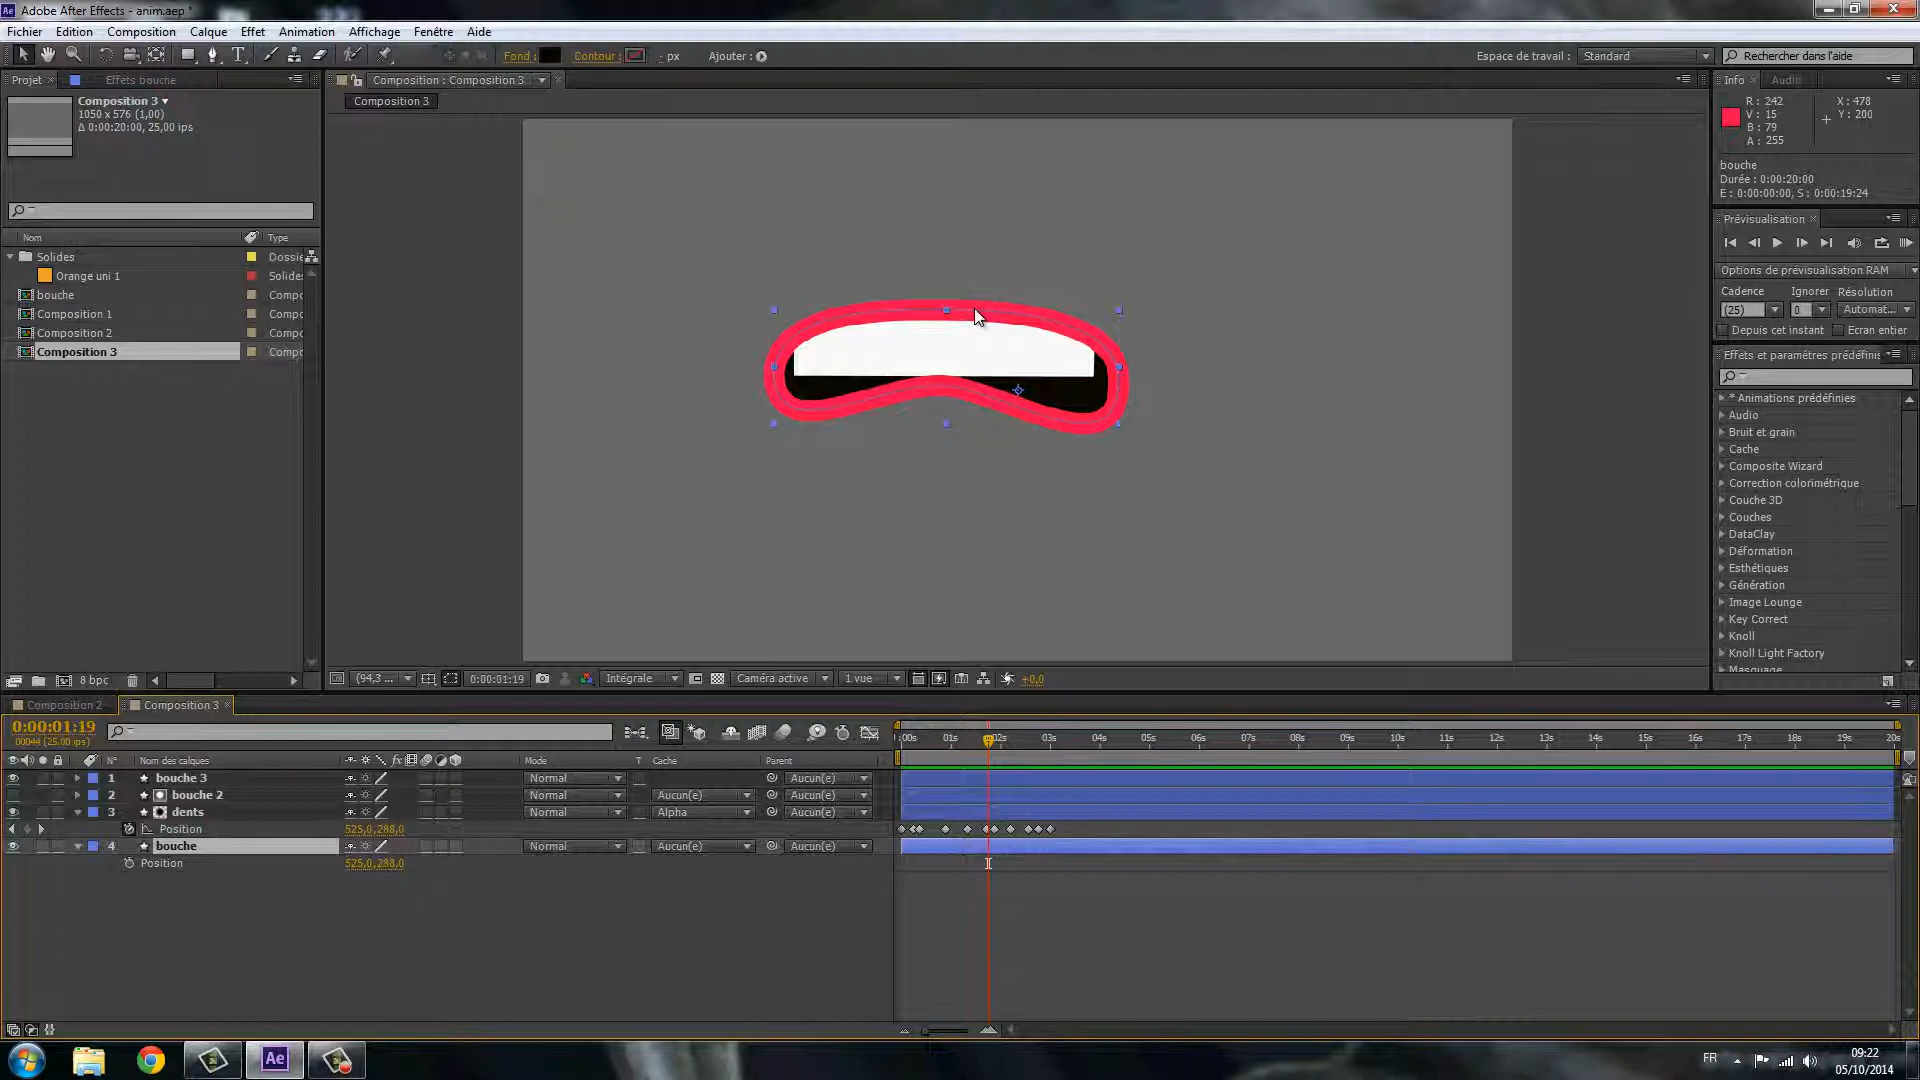 Adobe After Effects - anim.aep *
Fichier Edition Composition Calque Effet Animation Affichage Fenêtre Aide
Fond : Contour : - px Ajouter :
Espace de travail : Standard Rechercher dans l'aide
Projet Effets bouche
Composition : Composition 3
Info Audio
Composition 3
1050 x 576 (1,00)
Δ 0:00:20:00, 25,00 ips
Composition 3
R : 242 X : 478
V : 15 Y : 200
B : 79
A : 255
bouche
Durée : 0:00:20:00
E : 0:00:00:00, S : 0:00:19:24
Prévisualisation
Options de prévisualisation RAM
Cadence Ignorer Résolution
(25) 0 Automat...
Depuis cet instant Ecran entier
Effets et paramètres prédéfinis
* Animations prédéfinies
Audio
Bruit et grain
Cache
Composite Wizard
Correction colorimétrique
Couche 3D
Couches
DataClay
Déformation
Esthétiques
Génération
Image Lounge
Key Correct
Knoll
Knoll Light Factory
Masquage
Nom Type
Solides Dossie
Orange uni 1 Solides
bouche Compo
Composition 1 Compo
Composition 2 Compo
Composition 3 Compo
8 bpc
(94,3 ... 0:00:01:19 Intégrale Caméra active 1 vue +0,0
Composition 2 Composition 3
0:00:01:19
00044 (25.00 ips)
:00s 01s 02s 03s 04s 05s 06s 07s 08s 09s 10s 11s 12s 13s 14s 15s 16s 17s 18s 19s 20s
N° Nom des calques Mode T Cache Parent
1 bouche 3 Normal Aucun(e)
2 bouche 2 Normal Aucun(e) Aucun(e)
3 dents Normal Alpha Aucun(e)
Position 525,0,288,0
4 bouche Normal Aucun(e) Aucun(e)
Position 525,0,288,0
Ae
FR 09:22
05/10/2014